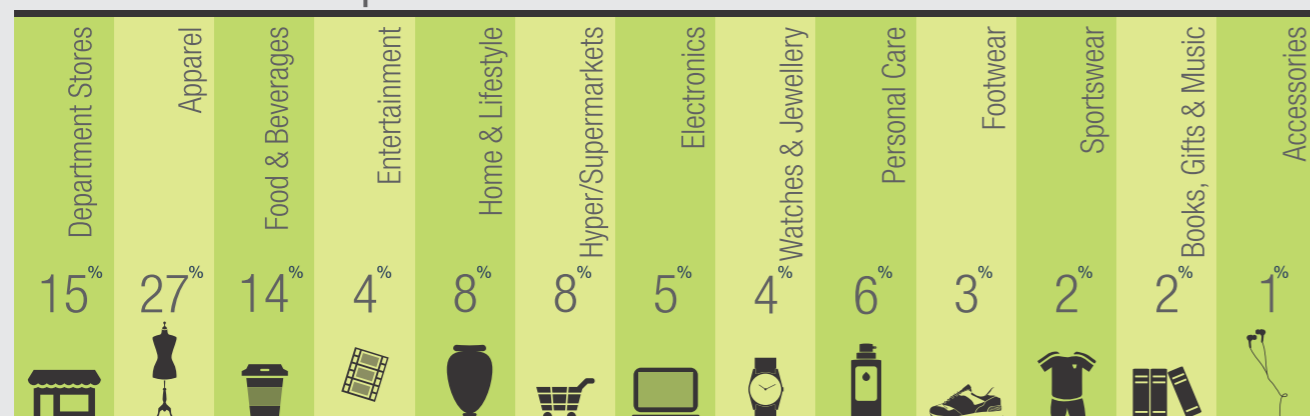 Department Stores
15%
Apparel
27%
Food & Beverages
14%
Entertainment
4%
Home & Lifestyle
8%
Hyper/Supermarkets
8%
Electronics
5%
Watches & Jewellery
4%
Personal Care
6%
Footwear
3%
Sportswear
2%
Books, Gifts & Music
2%
Accessories
1%